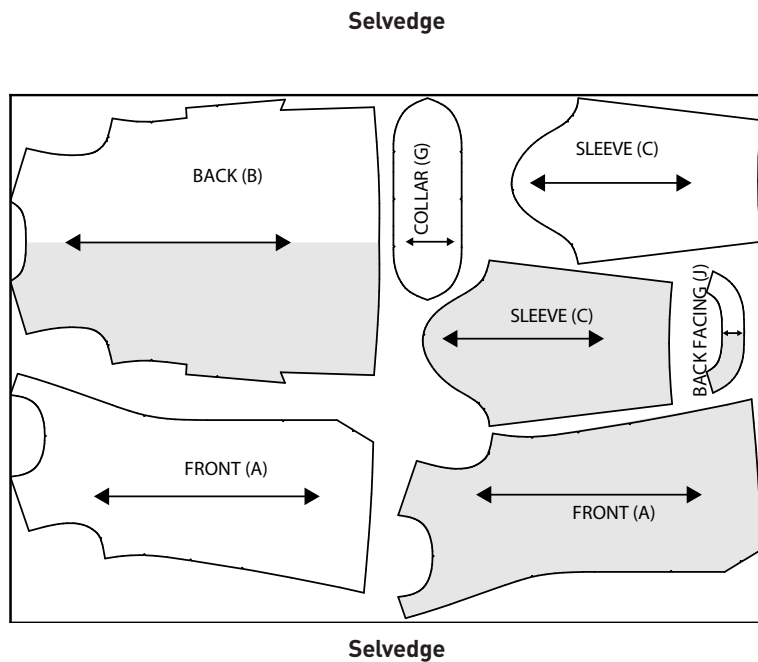 Selvedge
BACK (B)
COLLAR (G)
SLEEVE (C)
SLEEVE (C)
BACK FACING (J)
FRONT (A)
FRONT (A)
Selvedge